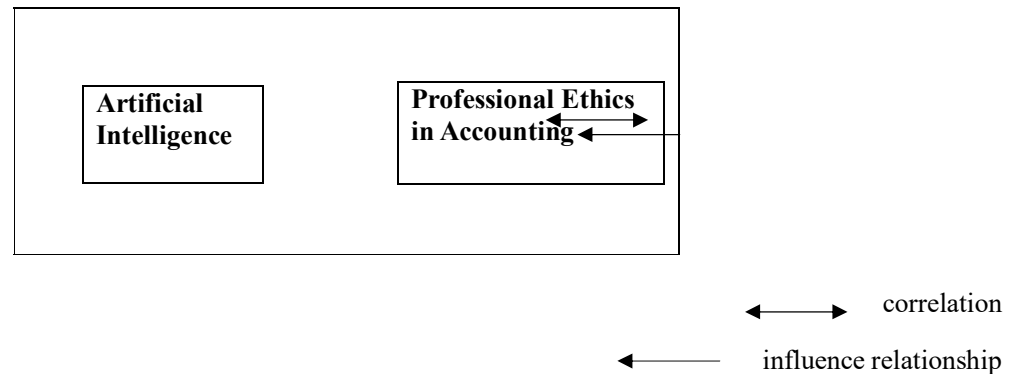 Artificial
Intelligence
Professional Ethics
in Accounting
correlation
influence relationship